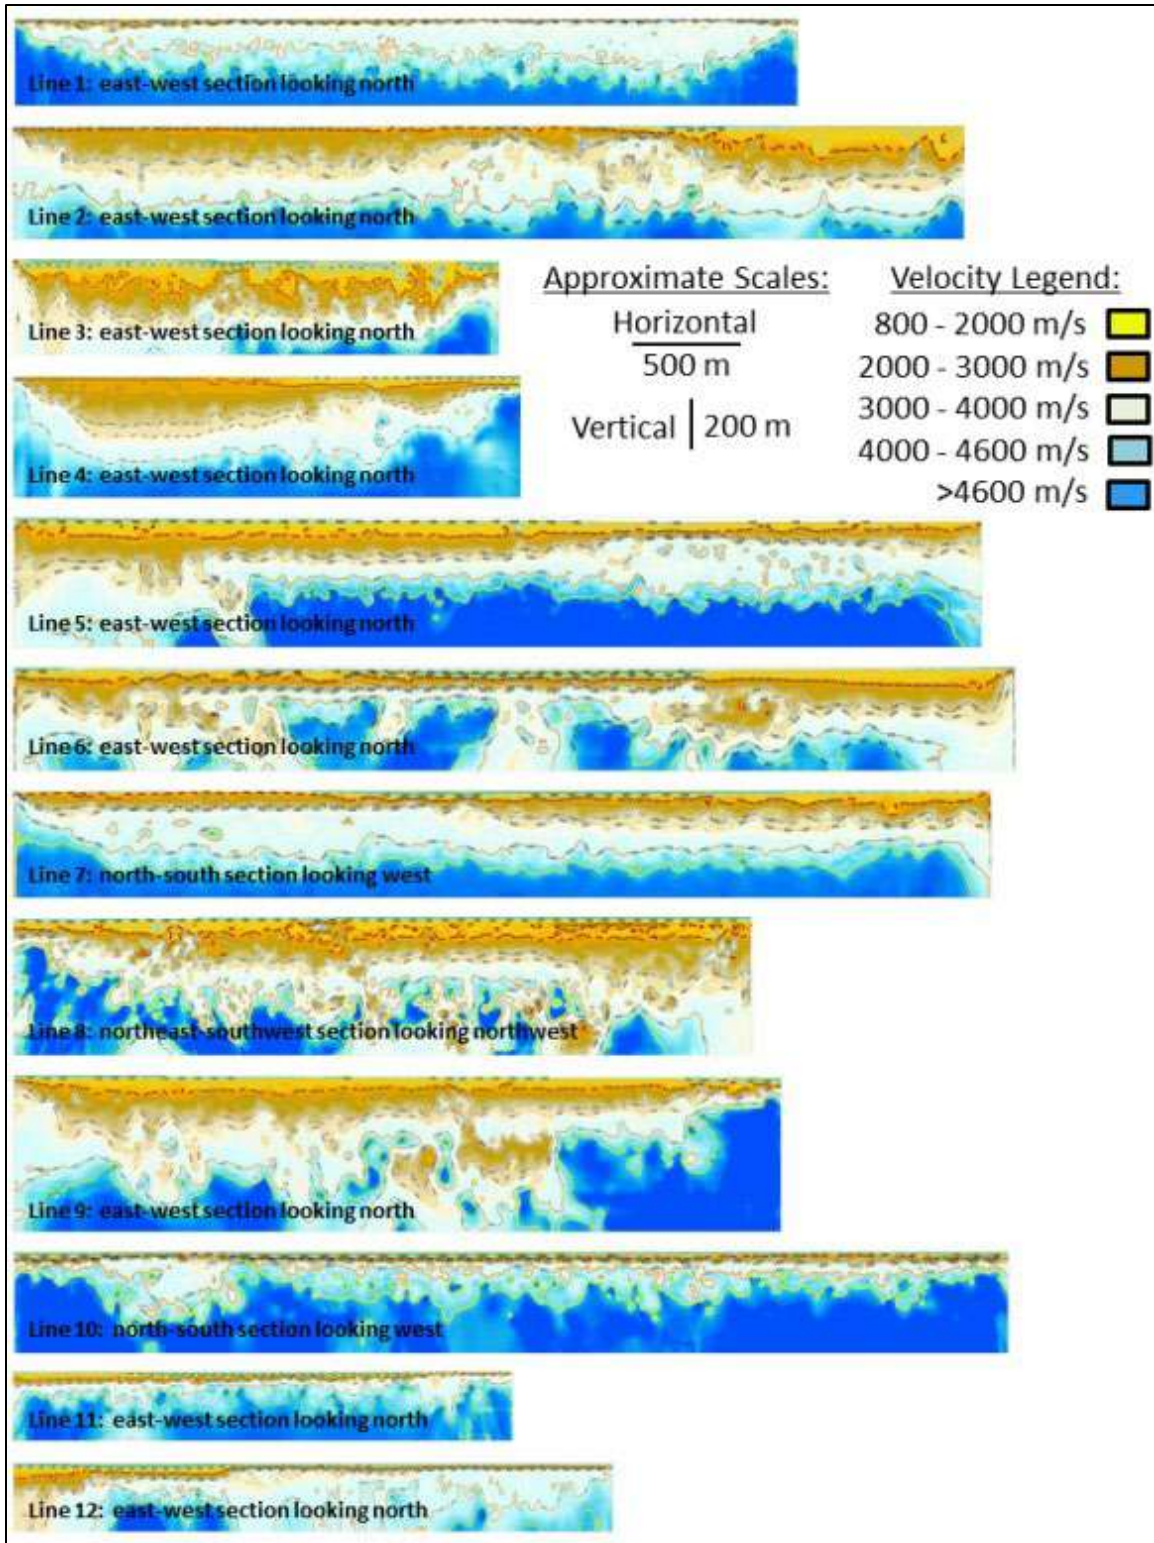 Line 1: east-west section looking north
Line 2: east-west section looking north
Line 3: east-west section looking north
Approximate Scales:
Horizontal
500 m
Vertical 200 m
Velocity Legend:
800 - 2000 m/s
2000 - 3000 m/s
3000 - 4000 m/s
4000 - 4600 m/s
>4600 m/s
Line 4: east-west section looking north
Line 5: east-west section looking north
Line 6: east-west section looking north
Line 7: north-south section looking west
Line 8: northeast-southwest section looking northwest
Line 9: east-west section looking north
Line 10: north-south section looking west
Line 11: east-west section looking north
Line 12: east-west section looking north